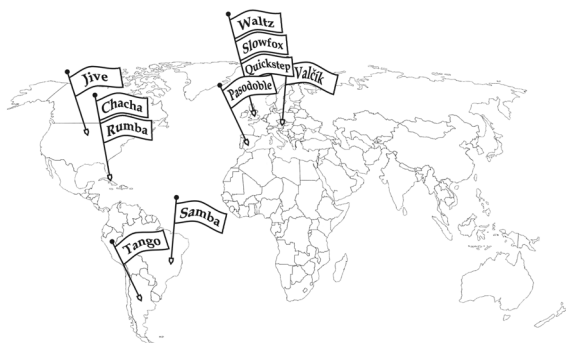 Waltz
Slowfox
Quickstep
Valčík
Pasodoble
Jive
Chacha
Rumba
Samba
Tango